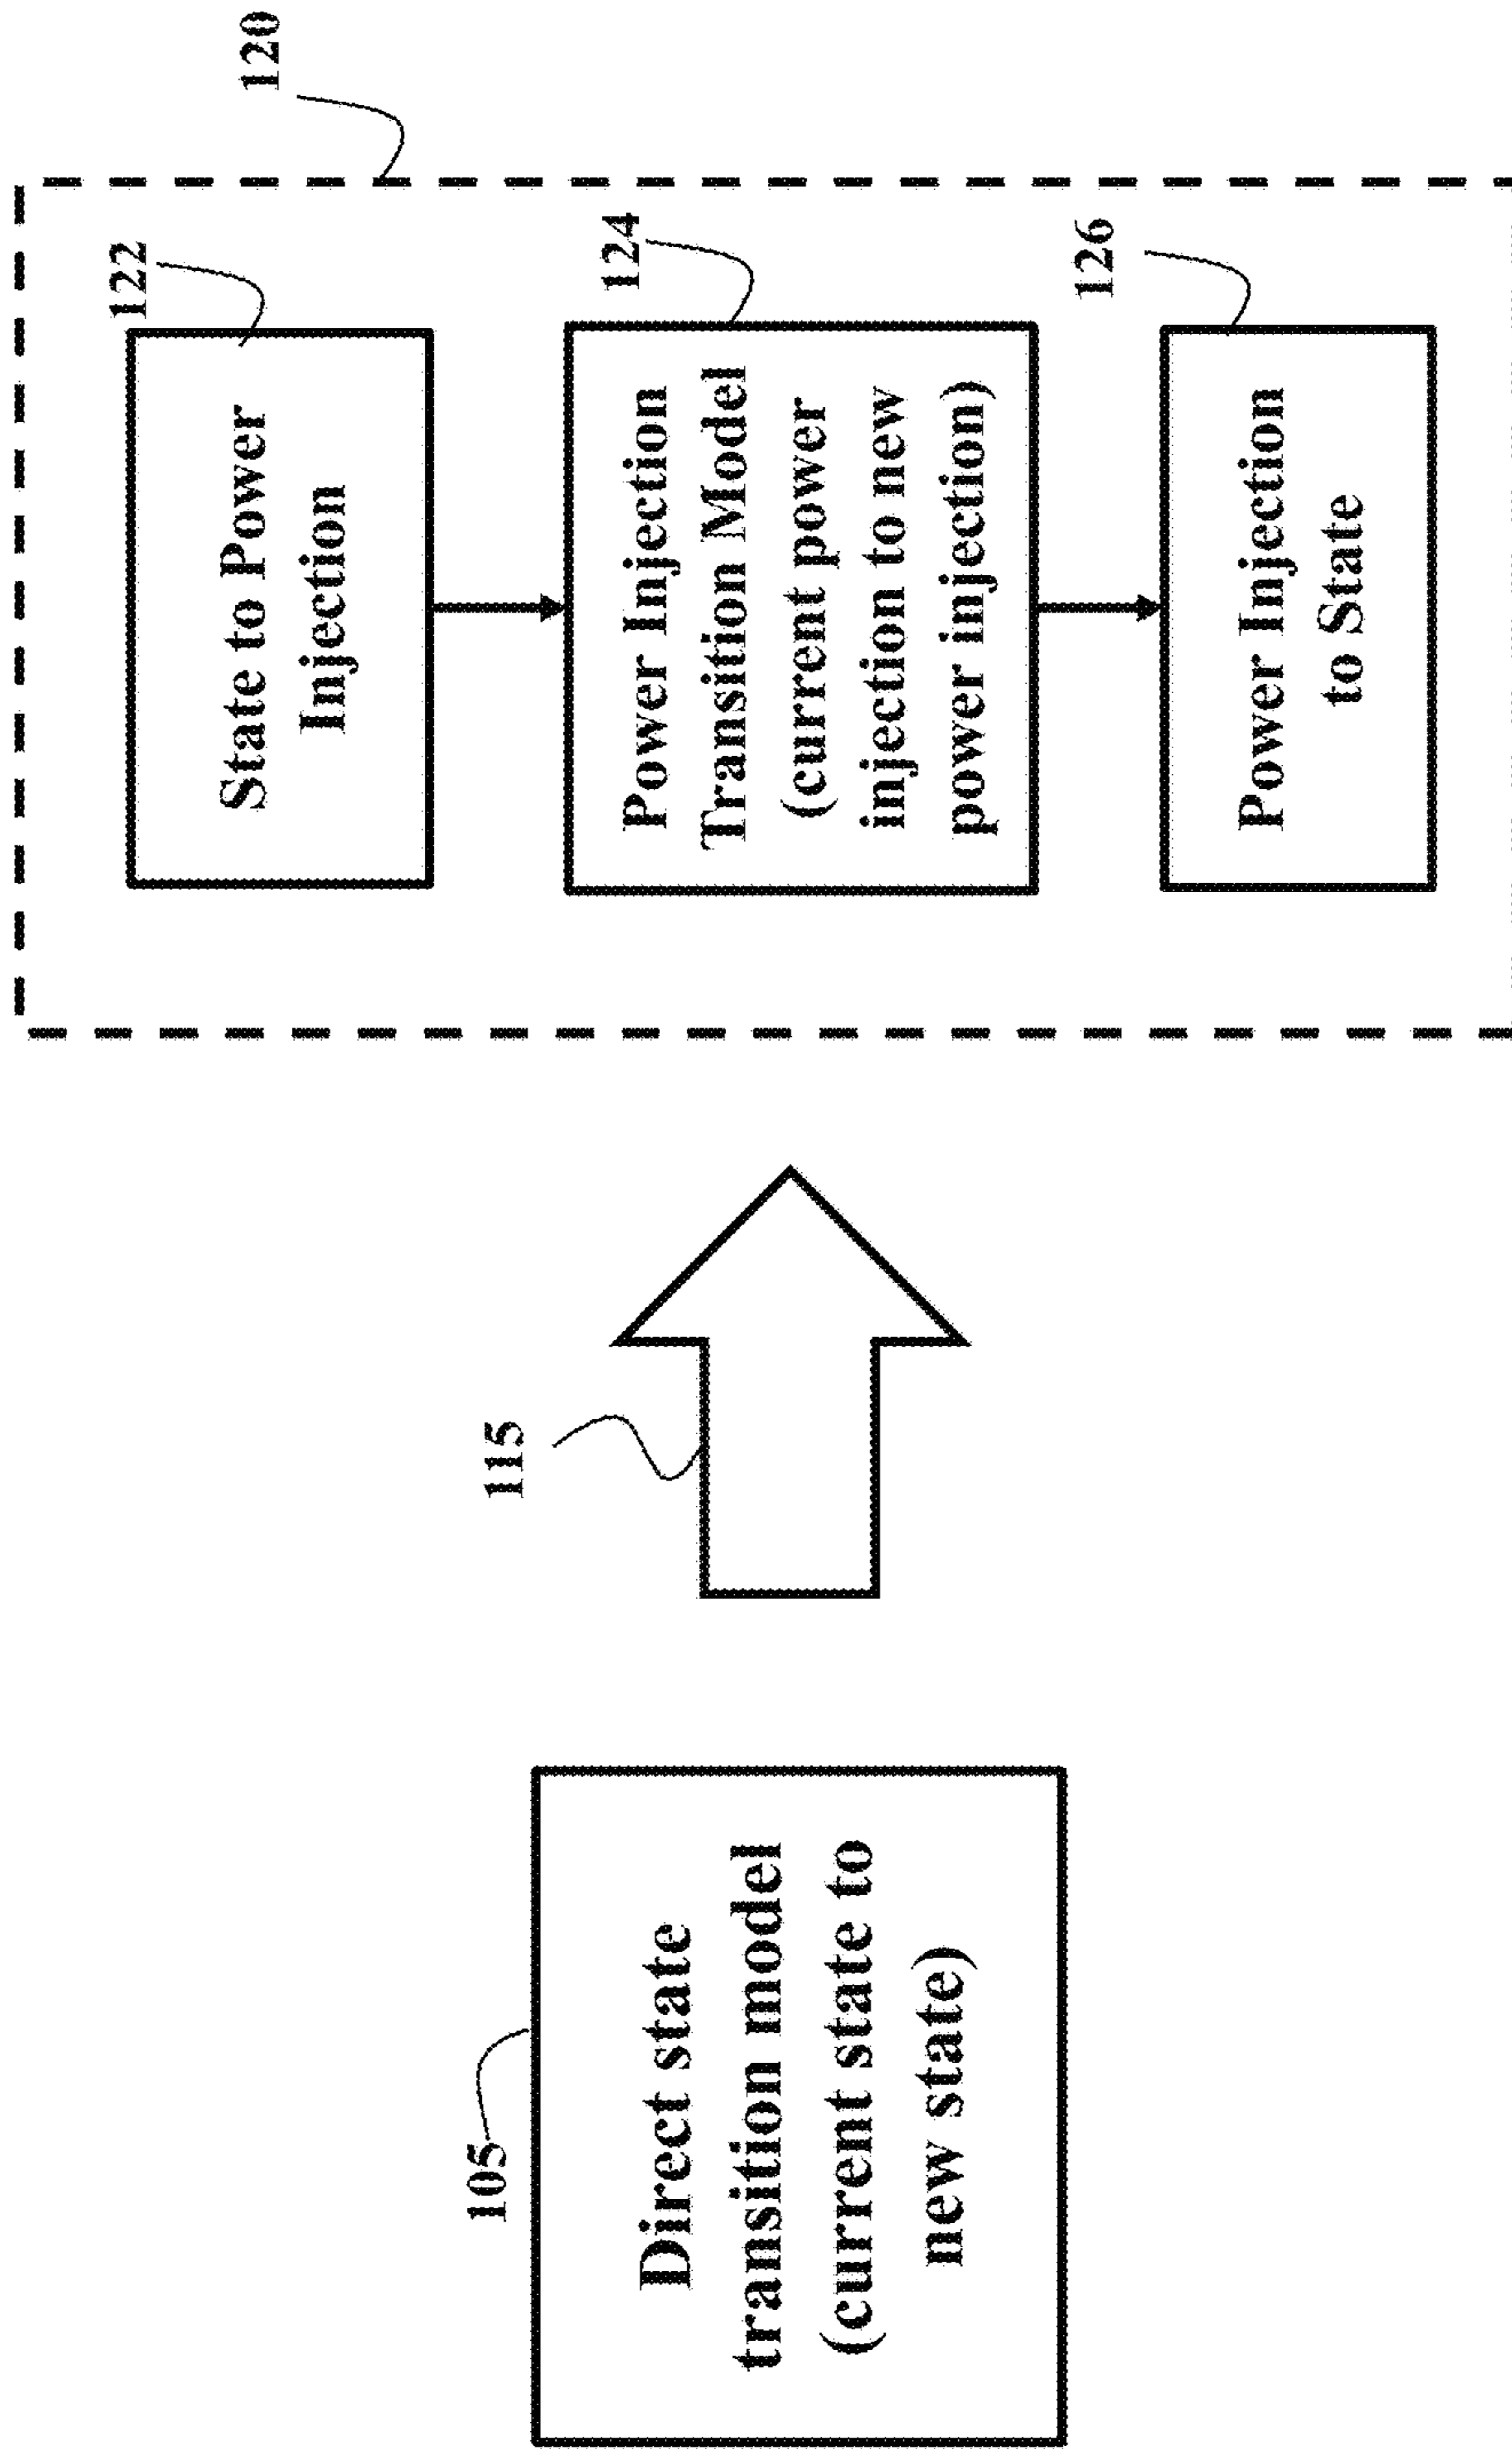 105
Direct state
transition model
(current state to
new state)
115
120
122
State to Power
Injection
124
Power Injection
Transition Model
(current power
injection to new
power injection)
126
Power Injection
to State